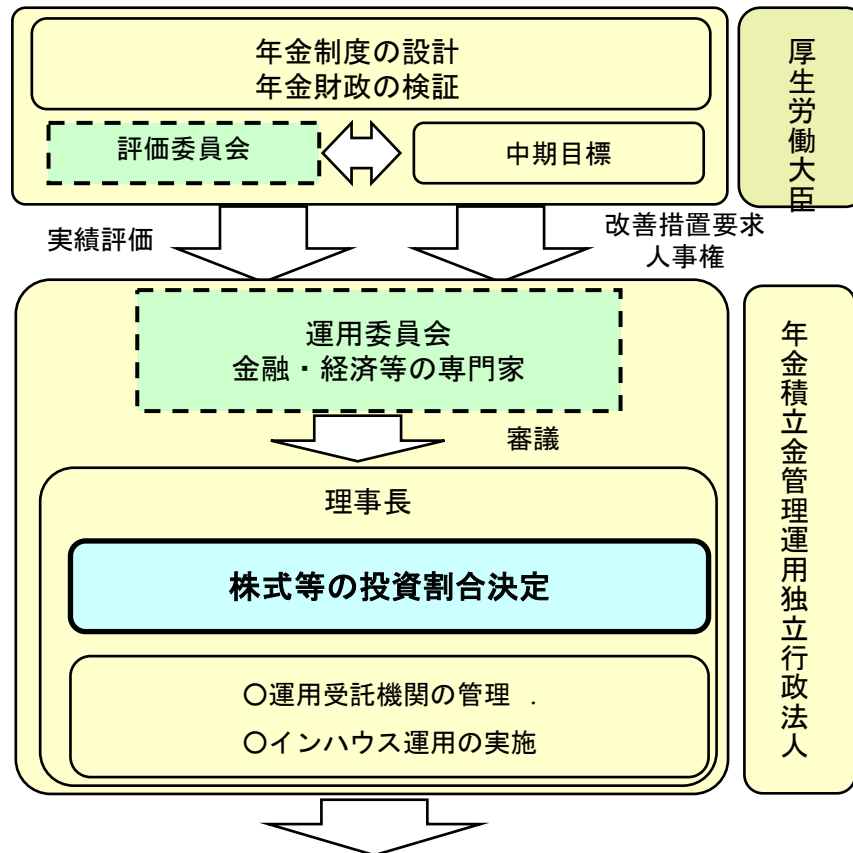 年金制度の設計
年金財政の検証
厚生労働大臣
評価委員会
中期目標
実績評価
改善措置要求
人事権
運用委員会
金融・経済等の専門家
審議
年金積立金管理運用独立行政法人
理事長
株式等の投資割合決定
○運用受託機関の管理 .
○インハウス運用の実施